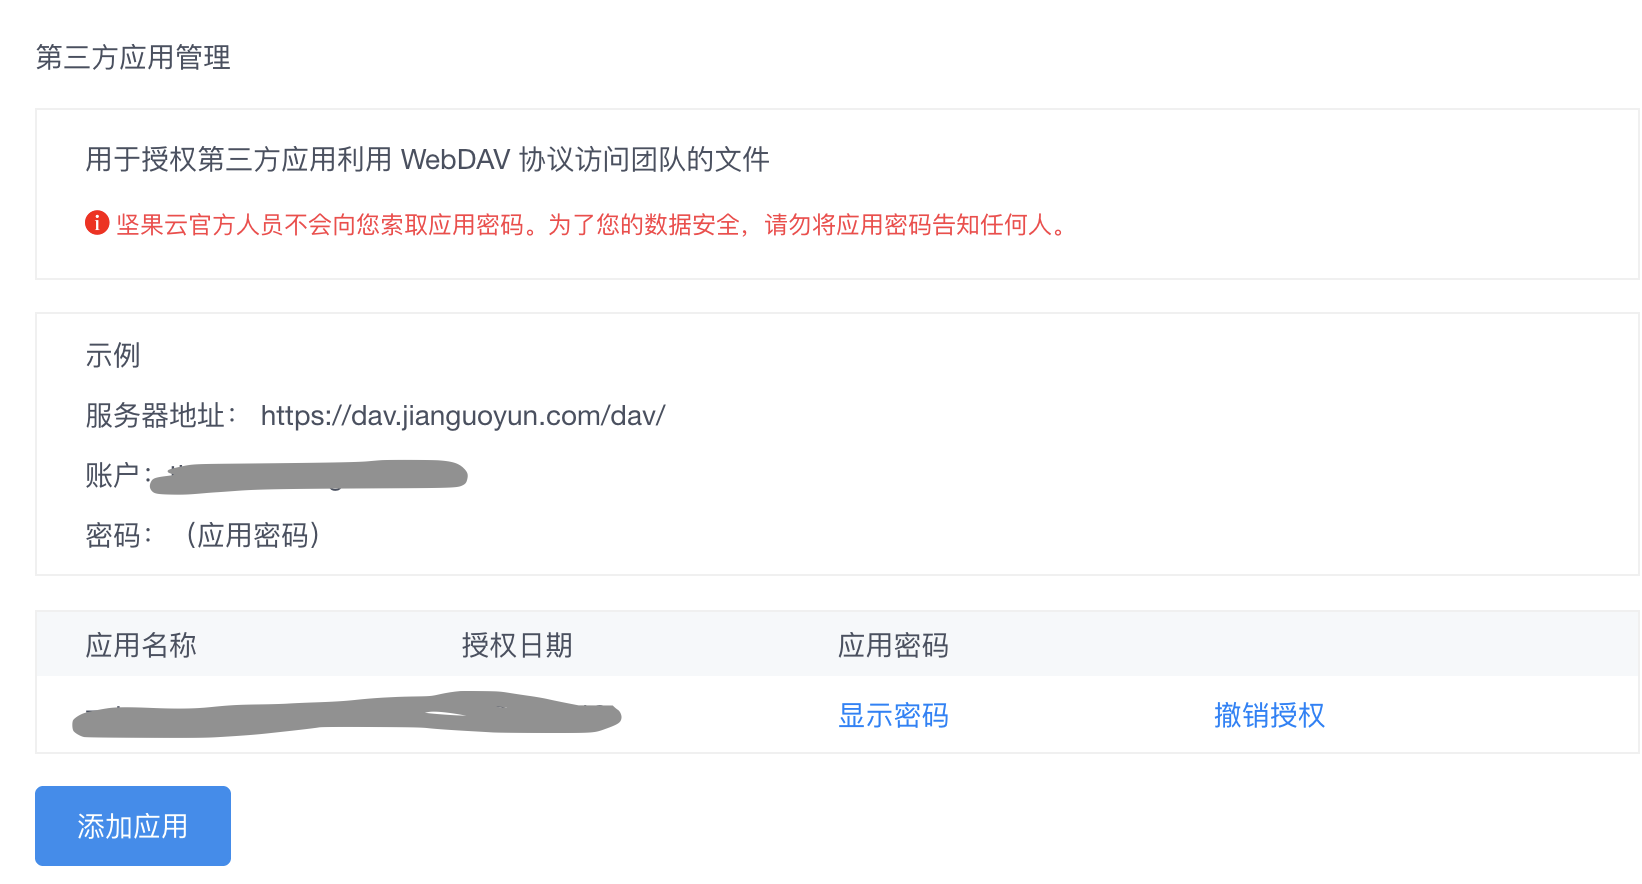 第三方应用管理
用于授权第三方应用利用 WebDAV 协议访问团队的文件
坚果云官方人员不会向您索取应用密码。为了您的数据安全，请勿将应用密码告知任何人。
示例
服务器地址： https://dav.jianguoyun.com/dav/
账户：
密码： （应用密码）
应用名称 授权日期 应用密码
显示密码 撤销授权
添加应用